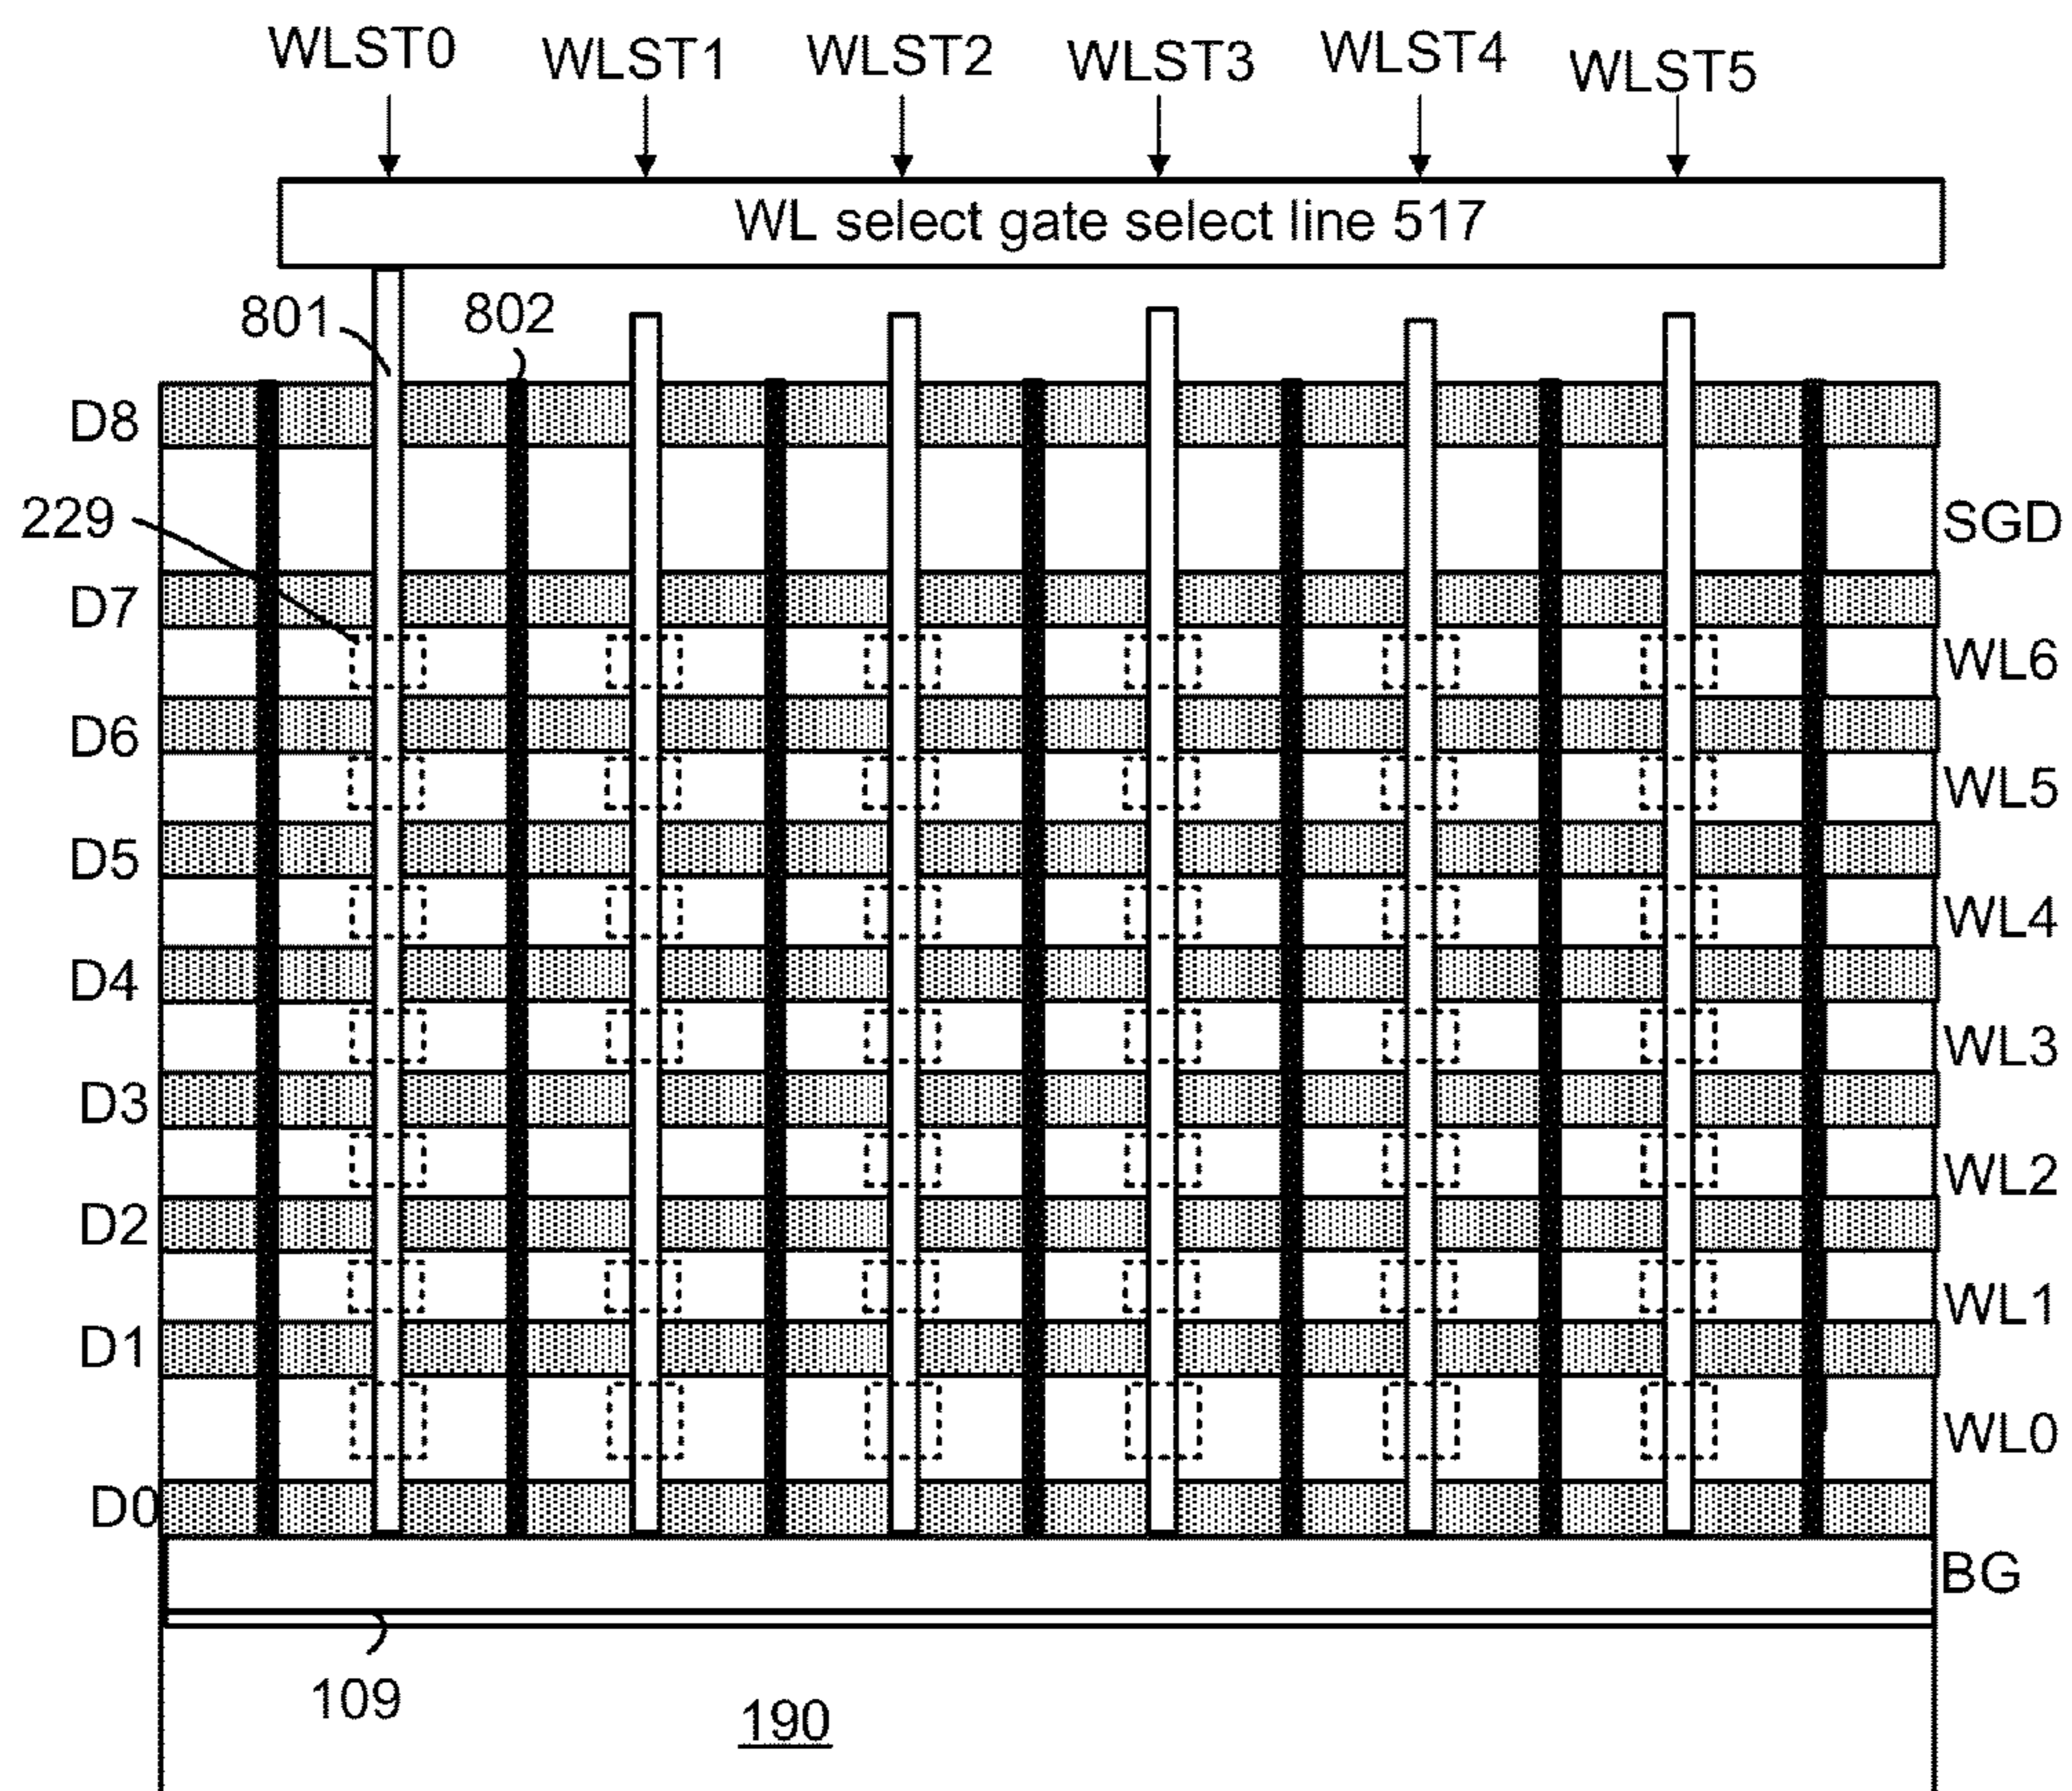 WLST0 WLST1 WLST2 WLST3 WLST4 WLST5
WL select gate select line 517
801 802
D8
229 SGD
D7
WL6
D6
WL5
D5
WL4
D4
WL3
D3
WL2
D2
WL1
D1
WL0
D0
BG
109
190